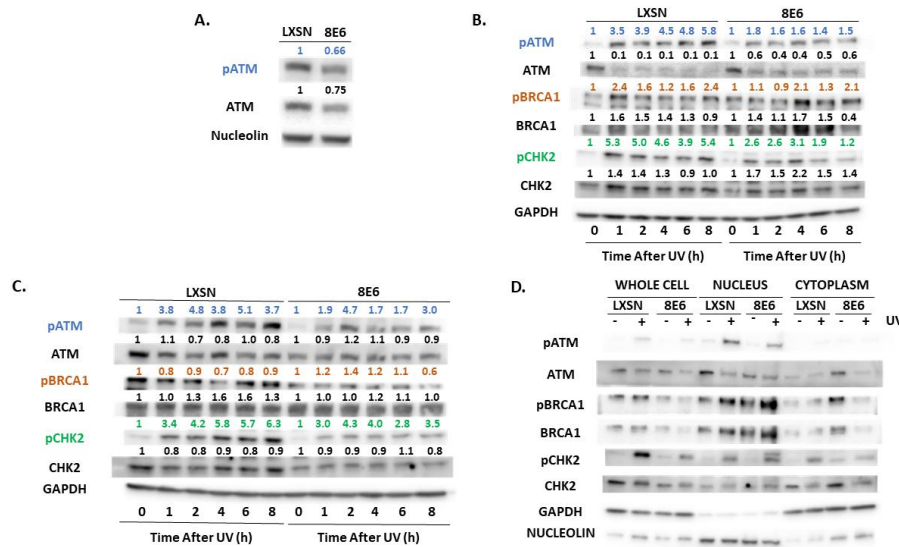 A.
LXSN 8E6
1 0.66
pATM
1 0.75
ATM
Nucleolin
B.
LXSN 8E6
1 3.5 3.9 4.5 4.8 5.8 1 1.8 1.6 1.6 1.4 1.5
pATM
1 0.1 0.1 0.1 0.1 0.1 1 0.6 0.4 0.4 0.5 0.6
ATM
1 2.4 1.6 1.2 1.6 2.4 1 1.1 0.9 2.1 1.3 2.1
pBRCA1
1 1.6 1.5 1.4 1.3 0.9 1 1.4 1.1 1.7 1.5 0.4
BRCA1
1 5.3 5.0 4.6 3.9 5.4 1 2.6 2.6 3.1 1.9 1.2
pCHK2
1 1.4 1.4 1.3 0.9 1.0 1 1.7 1.5 2.2 1.5 1.4
CHK2
GAPDH
0 1 2 4 6 8 0 1 2 4 6 8
Time After UV (h) Time After UV (h)
C.
LXSN 8E6
1 3.8 4.8 3.8 5.1 3.7 1 1.9 4.7 1.7 1.7 3.0
pATM
1 1.1 0.7 0.8 1.0 0.8 1 0.9 1.2 1.1 0.9 0.9
ATM
1 0.8 0.9 0.7 0.8 0.9 1 1.2 1.4 1.2 1.1 0.6
pBRCA1
1 1.0 1.3 1.6 1.6 1.3 1 1.0 1.0 1.2 1.1 1.0
BRCA1
1 3.4 4.2 5.8 5.7 6.3 1 3.0 4.3 4.0 2.8 3.5
pCHK2
1 0.8 0.8 0.9 0.8 0.9 1 0.9 0.9 0.9 1.1 0.8
CHK2
GAPDH
0 1 2 4 6 8 0 1 2 4 6 8
Time After UV (h) Time After UV (h)
D.
WHOLE CELL NUCLEUS CYTOPLASM
LXSN 8E6 LXSN 8E6 LXSN 8E6
- + - + - + - + - + - + UV
pATM
ATM
pBRCA1
BRCA1
pCHK2
CHK2
GAPDH
NUCLEOLIN